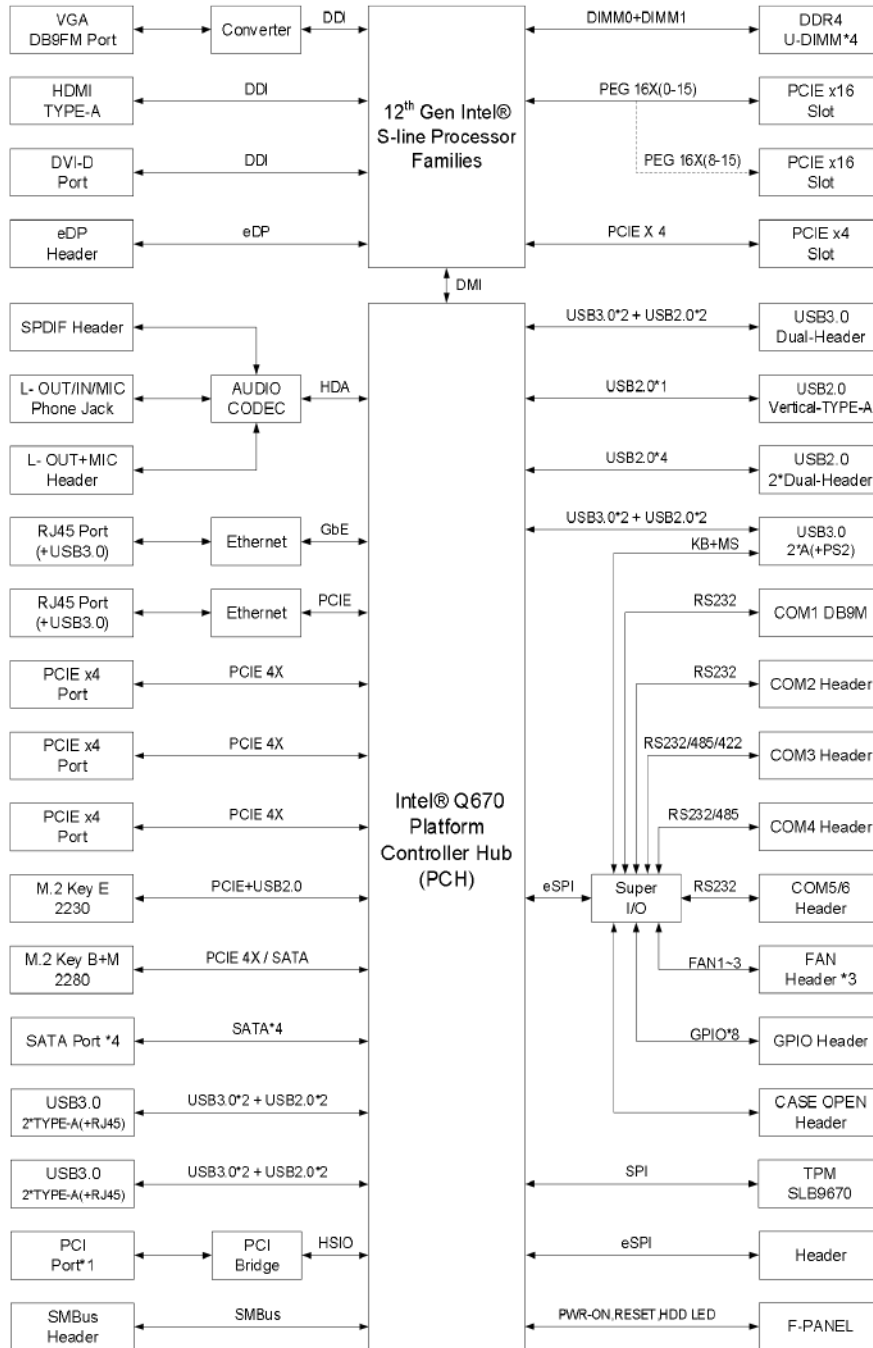 VGA
DB9FM Port
Converter
DDI
DIMM0+DIMM1
DDR4
U-DIMM*4
HDMI
TYPE-A
DDI
12th Gen Intel®
S-line Processor
Families
PEG 16X(0-15)
PCIE x16
Slot
DVI-D
Port
DDI
PEG 16X(8-15)
PCIE x16
Slot
eDP
Header
eDP
PCIE X 4
PCIE x4
Slot
DMI
SPDIF Header
USB3.0*2 + USB2.0*2
USB3.0
Dual-Header
L- OUT/IN/MIC
Phone Jack
AUDIO
CODEC
HDA
USB2.0*1
USB2.0
Vertical-TYPE-A
L- OUT+MIC
Header
USB2.0*4
USB2.0
2*Dual-Header
RJ45 Port
(+USB3.0)
Ethernet
GbE
USB3.0*2 + USB2.0*2
KB+MS
USB3.0
2*A(+PS2)
RJ45 Port
(+USB3.0)
Ethernet
PCIE
RS232
COM1 DB9M
PCIE x4
Port
PCIE 4X
RS232
COM2 Header
PCIE x4
Port
PCIE 4X
RS232/485/422
COM3 Header
PCIE x4
Port
PCIE 4X
Intel® Q670
Platform
Controller Hub
(PCH)
RS232/485
COM4 Header
M.2 Key E
2230
PCIE+USB2.0
eSPI
Super
I/O
RS232
COM5/6
Header
M.2 Key B+M
2280
PCIE 4X / SATA
FAN1~3
FAN
Header *3
SATA Port *4
SATA*4
GPIO*8
GPIO Header
USB3.0
2*TYPE-A(+RJ45)
USB3.0*2 + USB2.0*2
CASE OPEN
Header
USB3.0
2*TYPE-A(+RJ45)
USB3.0*2 + USB2.0*2
SPI
TPM
SLB9670
PCI
Port*1
PCI
Bridge
HSIO
eSPI
Header
SMBus
Header
SMBus
PWR-ON,RESET,HDD LED
F-PANEL